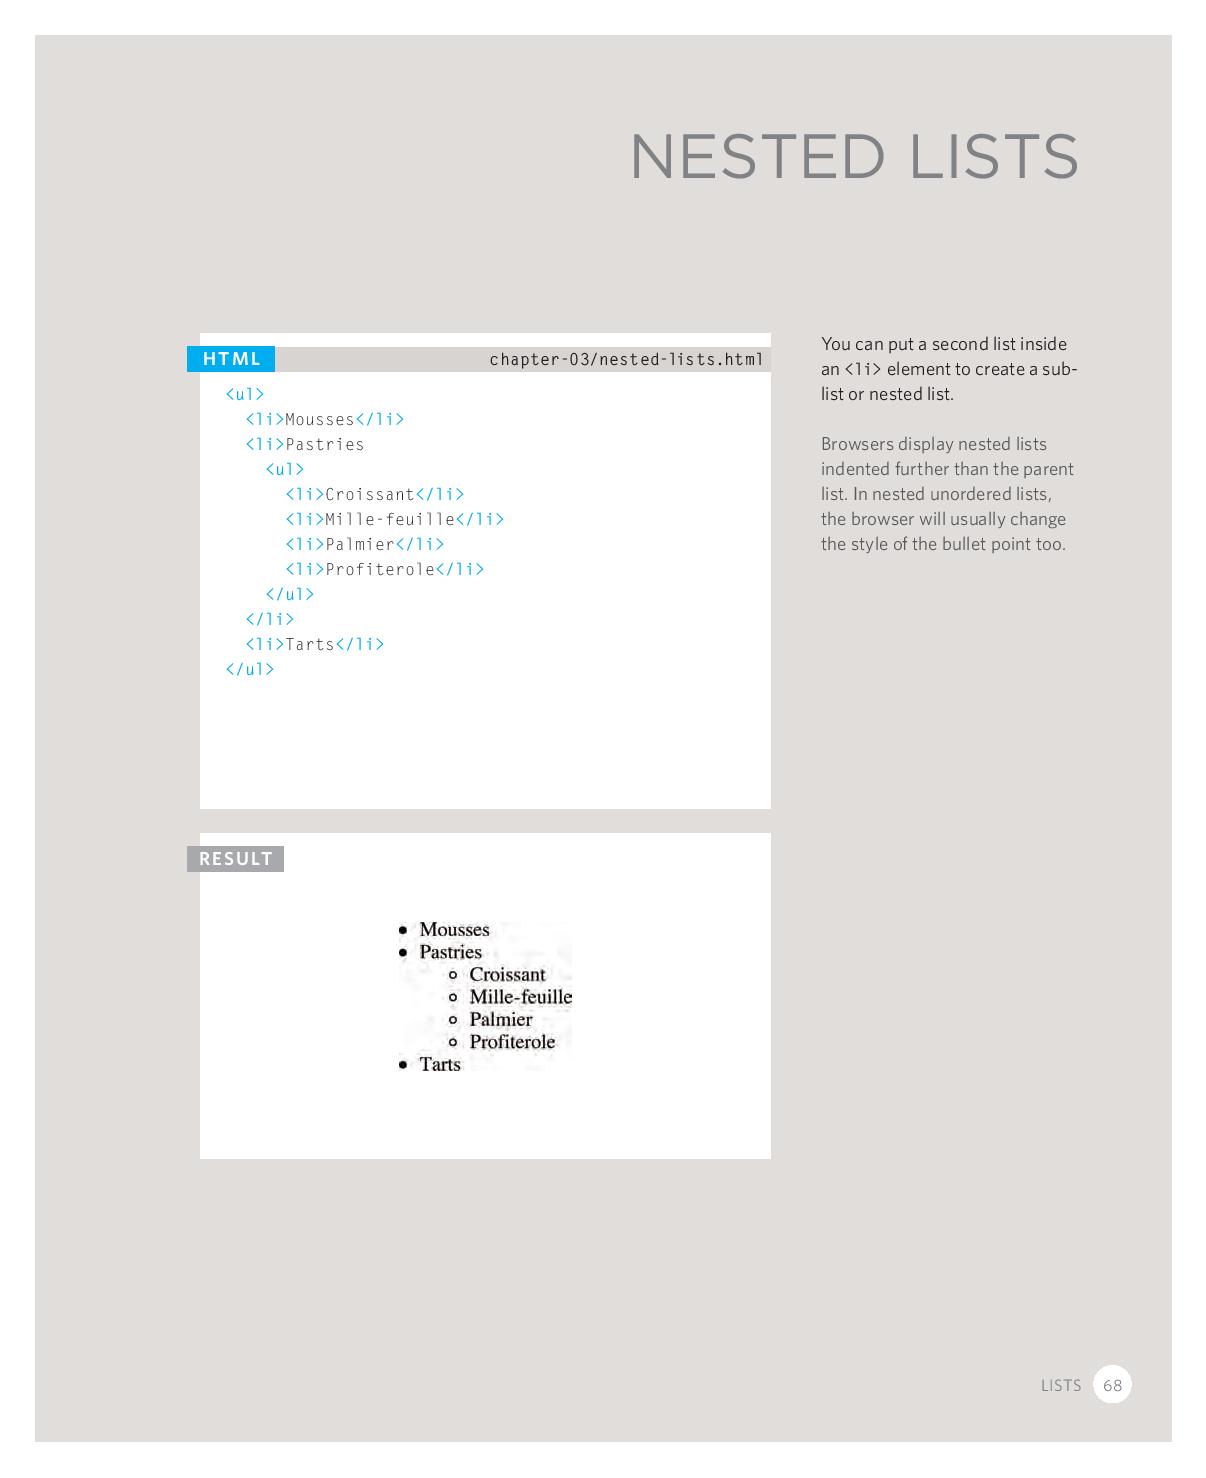 NESTED LISTS
HTML
chapter-03/nested-lists.html
<ul>
<li>Mousses</li>
<li>Pastries
<ul>
<li>Croissant</li>
<li>Mille-feuille</li>
<li>Palmier</li>
<li>Profiterole</li>
</ul>
</li>
<li>Tarts</li>
</ul>
You can put a second list inside
an <li> element to create a sub-
list or nested list.
Browsers display nested lists
indented further than the parent
list. In nested unordered lists,
the browser will usually change
the style of the bullet point too.
RESULT
• Mousses
• Pastries
◦ Croissant
◦ Mille-feuille
◦ Palmier
◦ Profiterole
• Tarts
LISTS 68